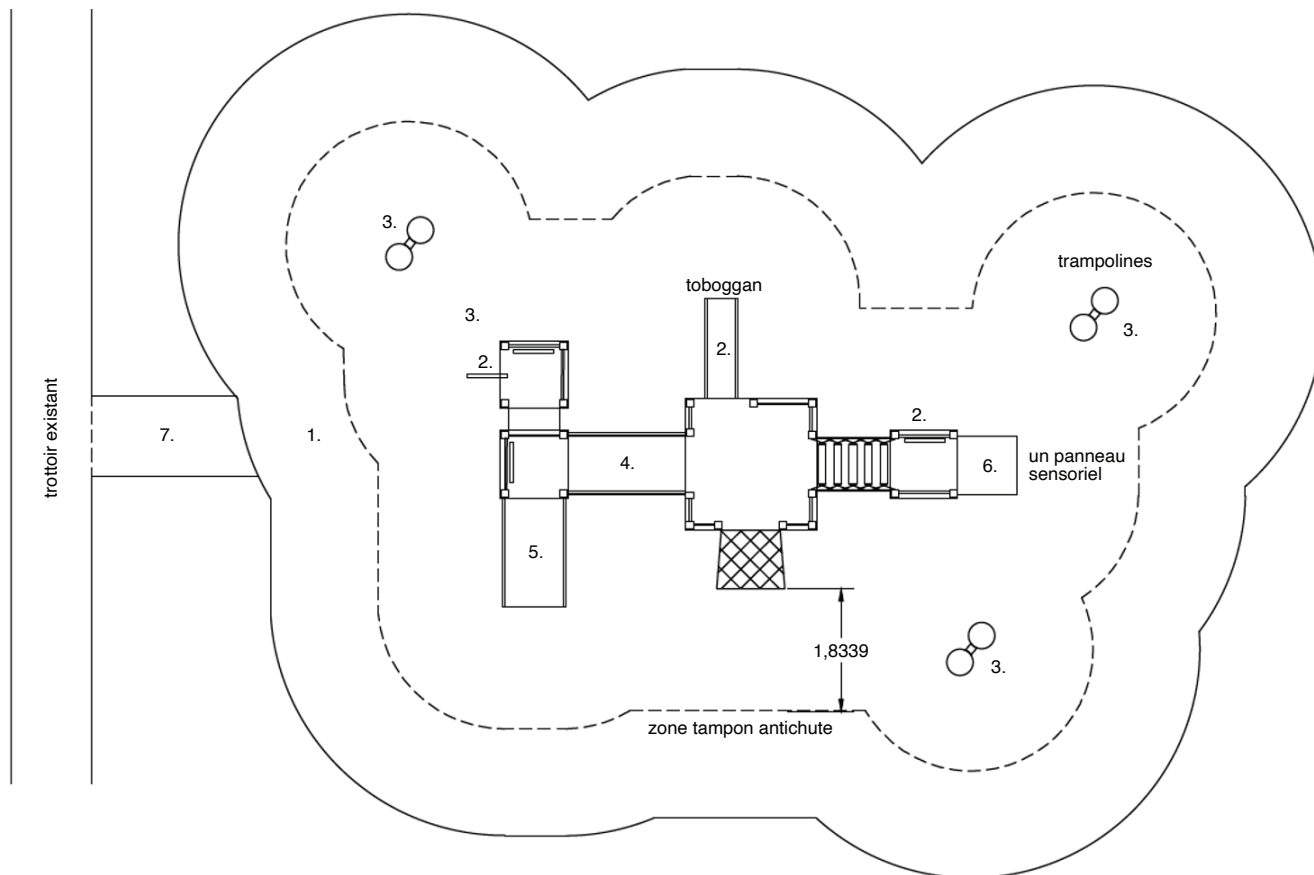 3.
trampolines
toboggan
3.
3.
2.
2.
2.
trottoir existant
7.
1.
4.
6.
un panneau
sensoriel
5.
1,8339
3.
zone tampon antichute